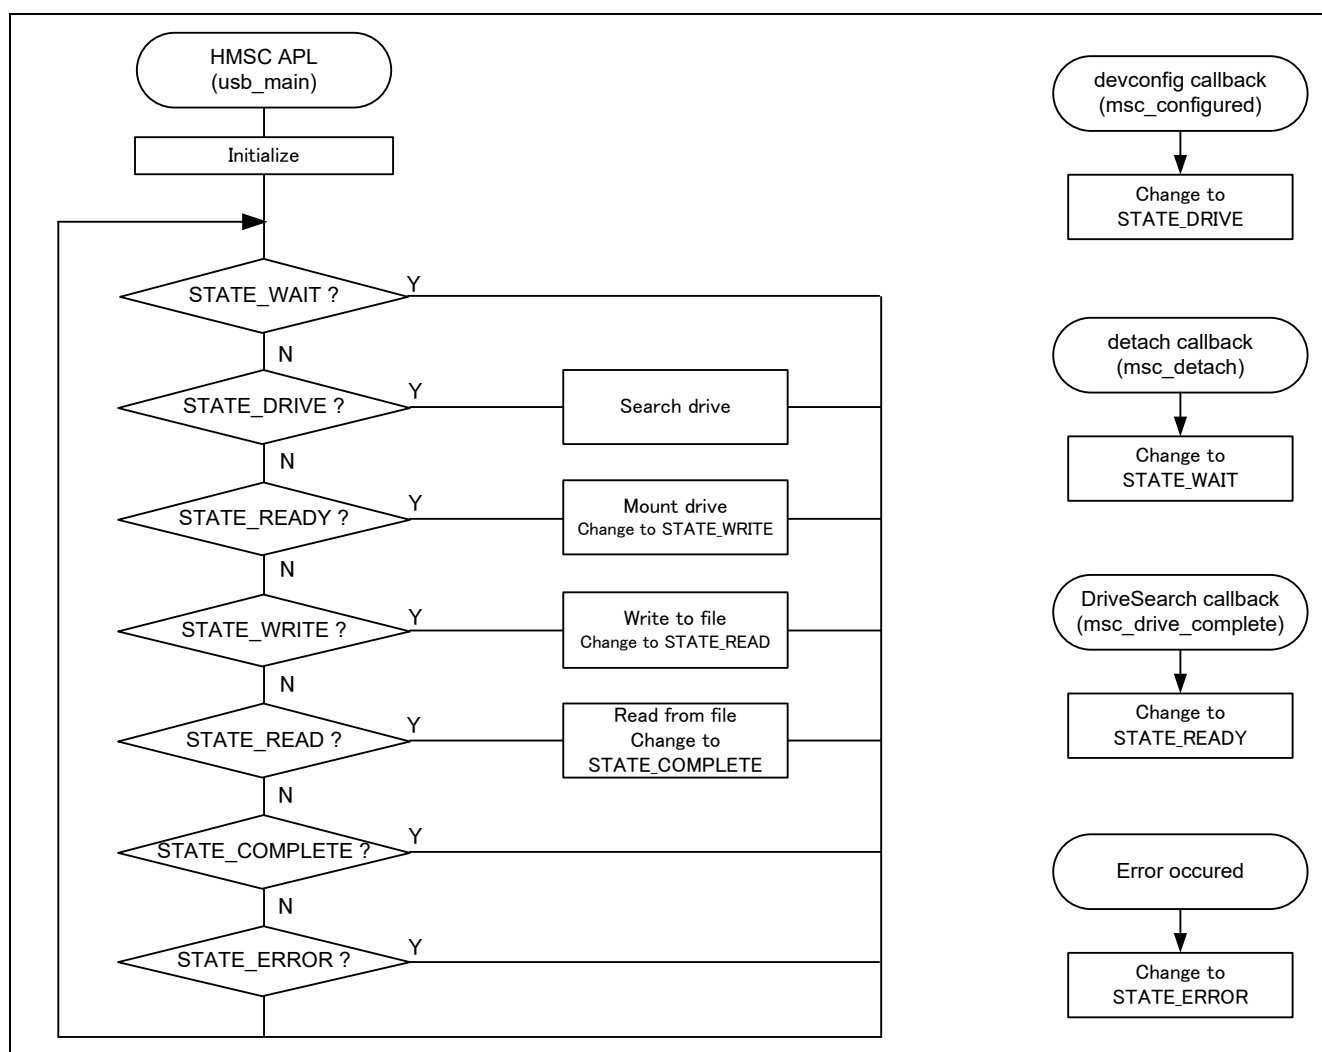 HMSC APL
(usb_main)
Initialize
STATE_WAIT ?
Y
N
STATE_DRIVE ?
Y
Search drive
N
STATE_READY ?
Y
Mount drive
Change to STATE_WRITE
N
STATE_WRITE ?
Y
Write to file
Change to STATE_READ
N
STATE_READ ?
Y
Read from file
Change to
STATE_COMPLETE
N
STATE_COMPLETE ?
Y
N
STATE_ERROR ?
Y
devconfig callback
(msc_configured)
Change to
STATE_DRIVE
detach callback
(msc_detach)
Change to
STATE_WAIT
DriveSearch callback
(msc_drive_complete)
Change to
STATE_READY
Error occured
Change to
STATE_ERROR